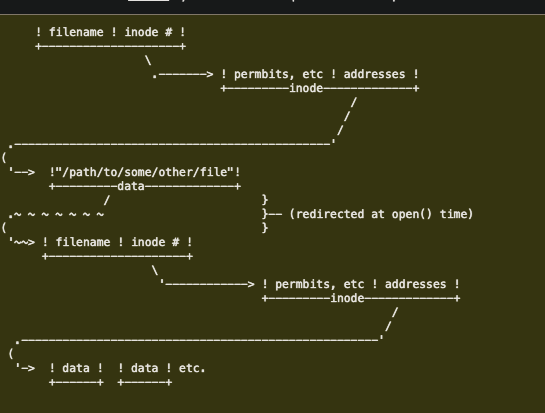 ! filename ! inode # !
+--------------------+
\
.-------> ! permbits, etc ! addresses !
+---------inode-------------+
/
/
/
.----------------------------------------------'
(
'-->  !"/path/to/some/other/file"!
+---------data-------------+
/                      }
.~ ~ ~ ~ ~ ~ ~                       }-- (redirected at open() time)
(                                     }
'~~> ! filename ! inode # !
+--------------------+
\
'------------> ! permbits, etc ! addresses !
+---------inode-------------+
/
/
.----------------------------------------------------'
(
'->  ! data !  ! data ! etc.
+------+  +------+